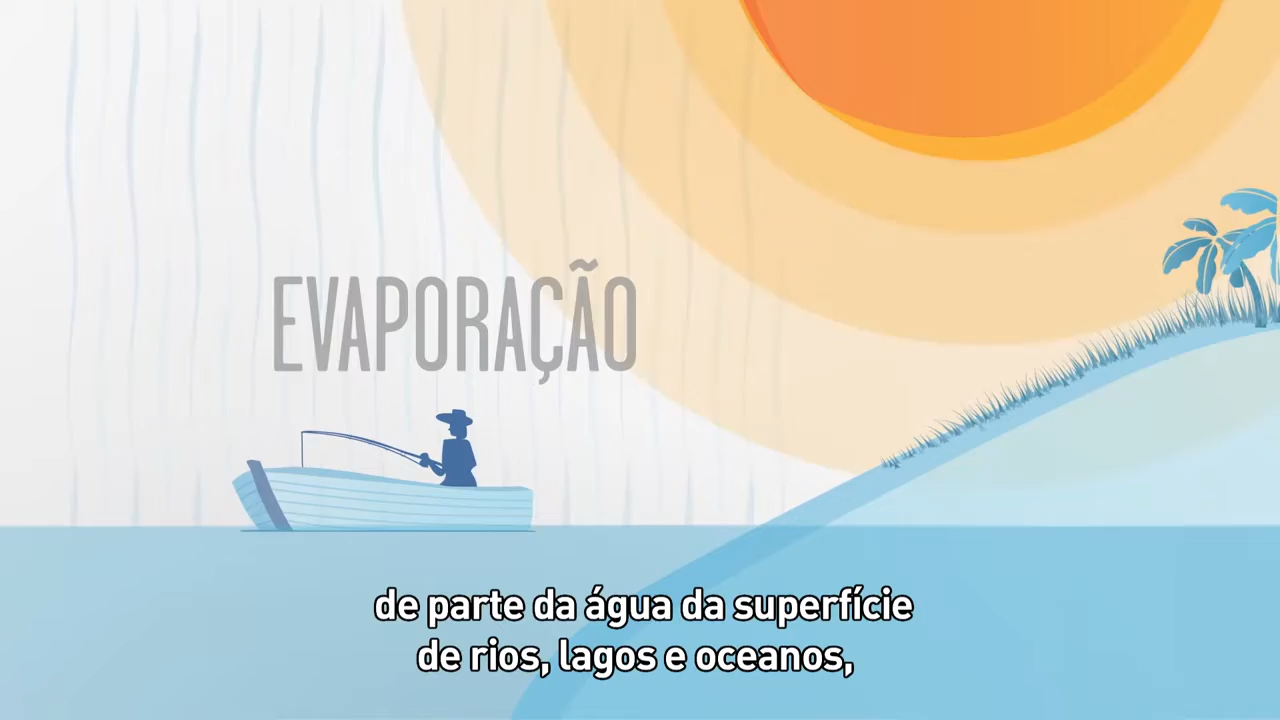 EVAPORAÇÃO
de parte da água da superfície
de rios, lagos e oceanos,